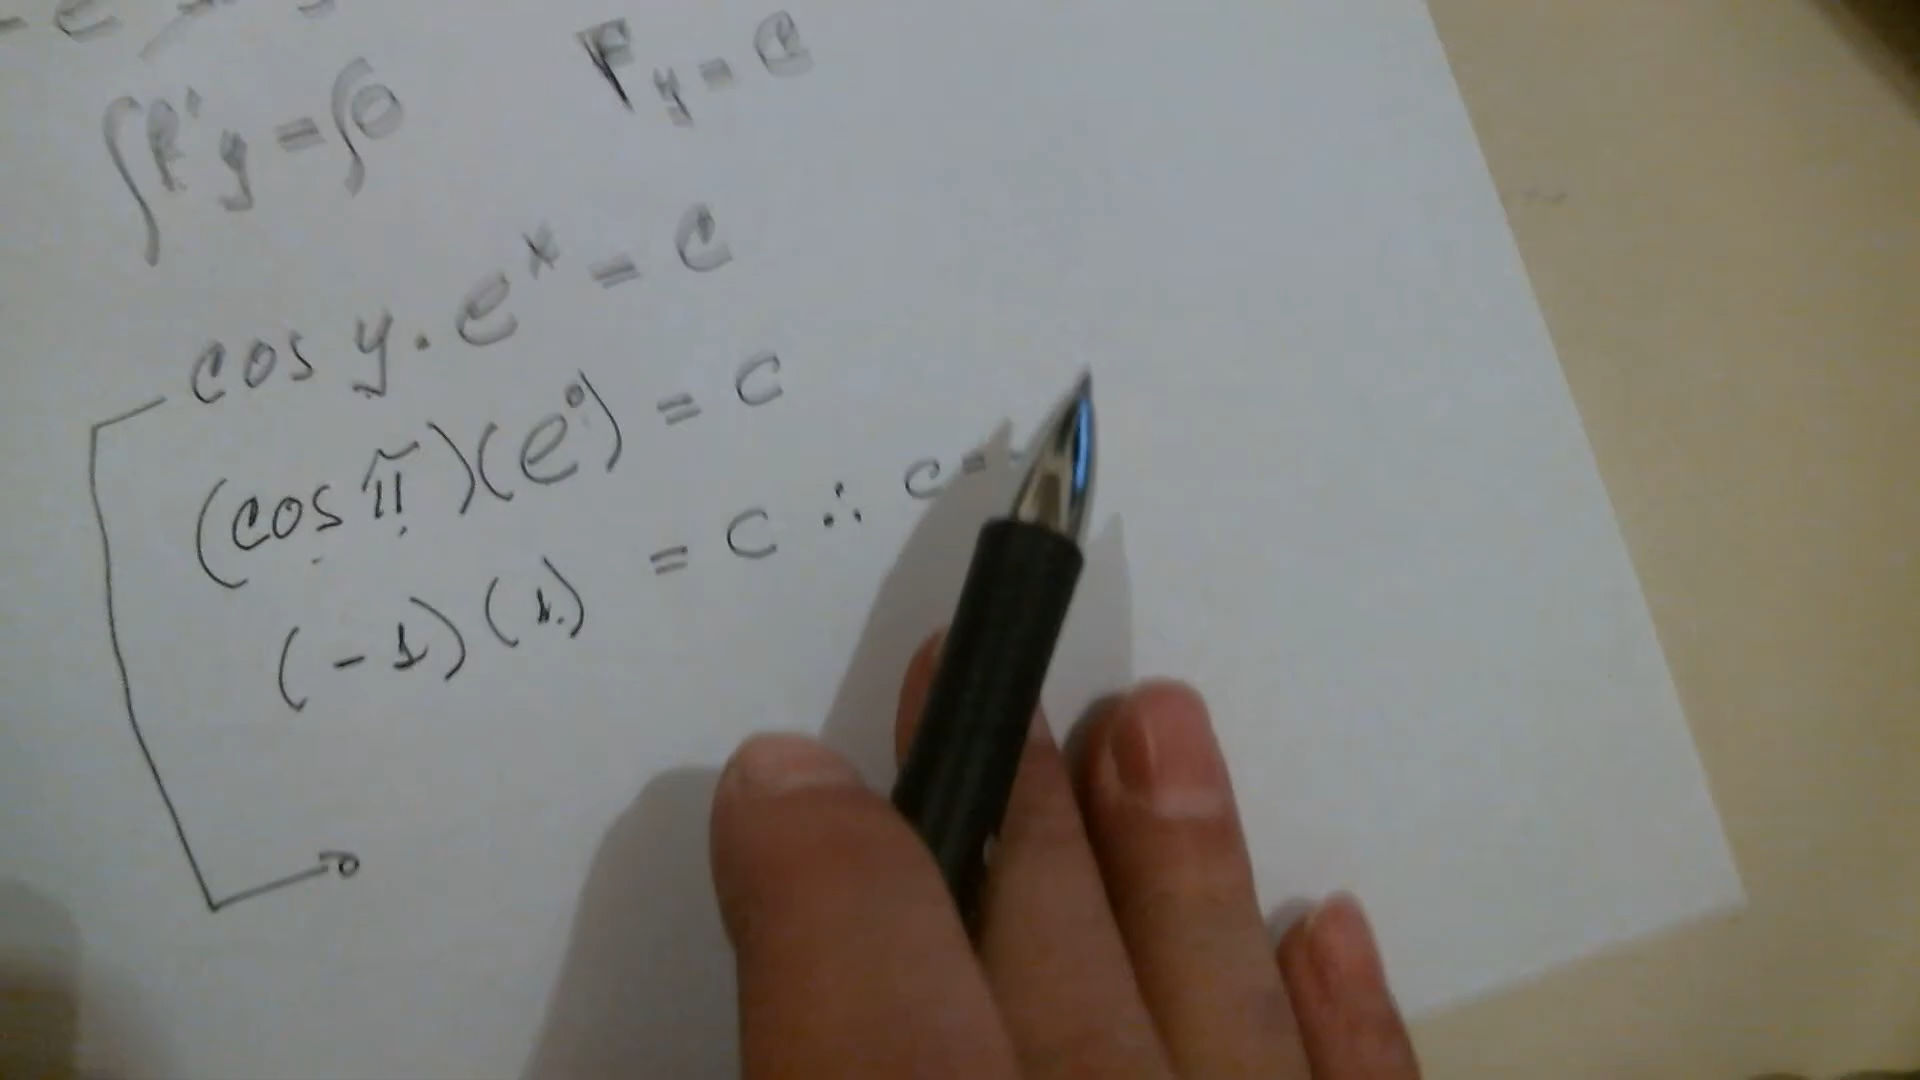 ∫F'y = ∫0   Fy = C
cos y · e^x = C
(cos π)(e^0) = C
(-1)(1) = C ∴ C = -